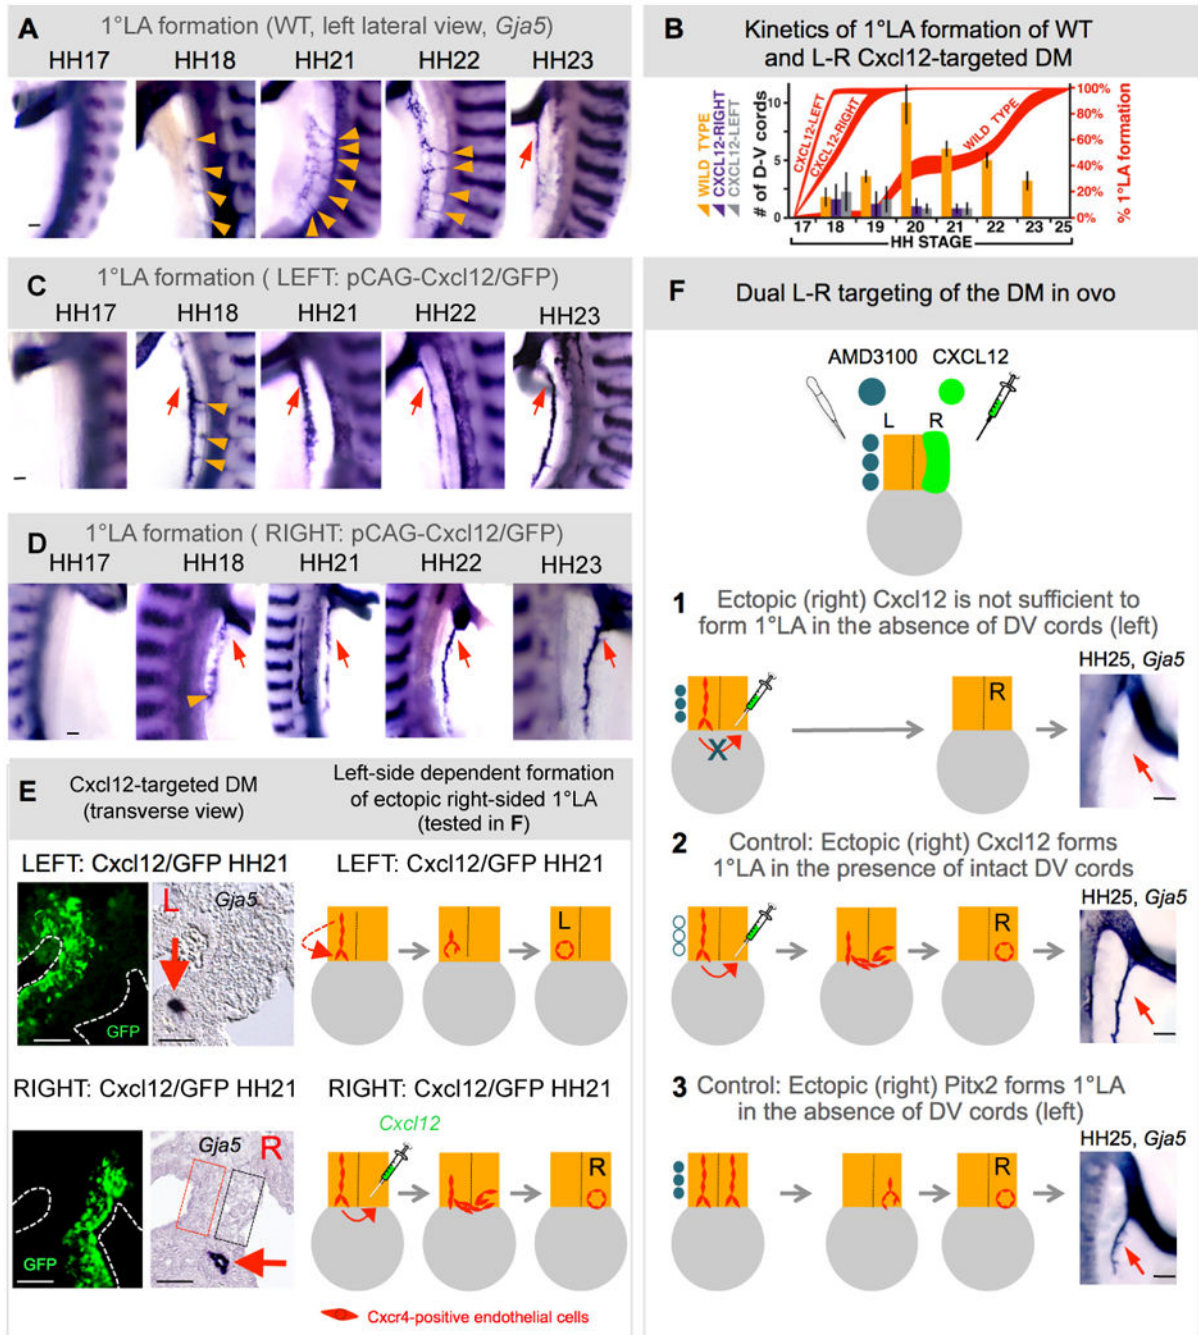 A
1°LA formation (WT, left lateral view, Gja5)
HH17 HH18 HH21 HH22 HH23
B
Kinetics of 1°LA formation of WT
and L-R Cxcl12-targeted DM
WILD TYPE
CXCL12-RIGHT
CXCL12-LEFT
# of D-V cords
10
5
0
CXCL12-LEFT
CXCL12-RIGHT
WILD TYPE
100%
80%
60%
40%
20%
0%
% 1°LA formation
17 18 19 20 21 22 23 25
HH STAGE
C
1°LA formation ( LEFT: pCAG-Cxcl12/GFP)
HH17 HH18 HH21 HH22 HH23
D
1°LA formation ( RIGHT: pCAG-Cxcl12/GFP)
HH17 HH18 HH21 HH22 HH23
E
Cxcl12-targeted DM
(transverse view)
Left-side dependent formation
of ectopic right-sided 1°LA
(tested in F)
LEFT: Cxcl12/GFP HH21
LEFT: Cxcl12/GFP HH21
GFP
L
Gja5
L
RIGHT: Cxcl12/GFP HH21
RIGHT: Cxcl12/GFP HH21
GFP
Gja5 R
Cxcl12
R
Cxcr4-positive endothelial cells
F
Dual L-R targeting of the DM in ovo
AMD3100 CXCL12
L R
1 Ectopic (right) Cxcl12 is not sufficient to
form 1°LA in the absence of DV cords (left)
HH25, Gja5
X
R
2 Control: Ectopic (right) Cxcl12 forms
1°LA in the presence of intact DV cords
HH25, Gja5
R
3 Control: Ectopic (right) Pitx2 forms 1°LA
in the absence of DV cords (left)
HH25, Gja5
R